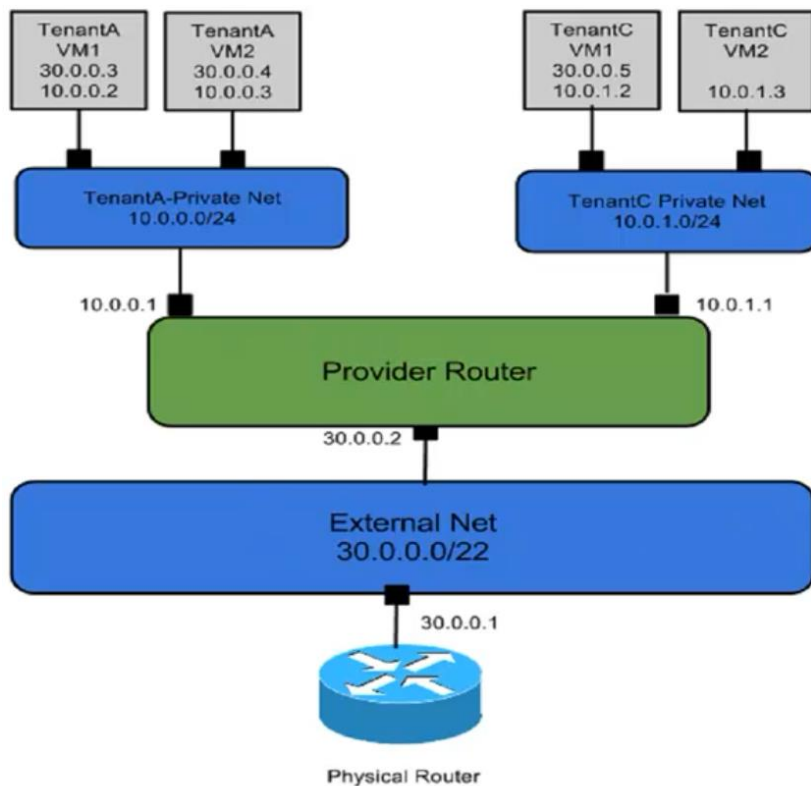 TenantA
VM1
30.0.0.3
10.0.0.2
TenantA
VM2
30.0.0.4
10.0.0.3
TenantC
VM1
30.0.0.5
10.0.1.2
TenantC
VM2
10.0.1.3
TenantA-Private Net
10.0.0.0/24
TenantC Private Net
10.0.1.0/24
10.0.0.1
10.0.1.1
Provider Router
30.0.0.2
External Net
30.0.0.0/22
30.0.0.1
Physical Router